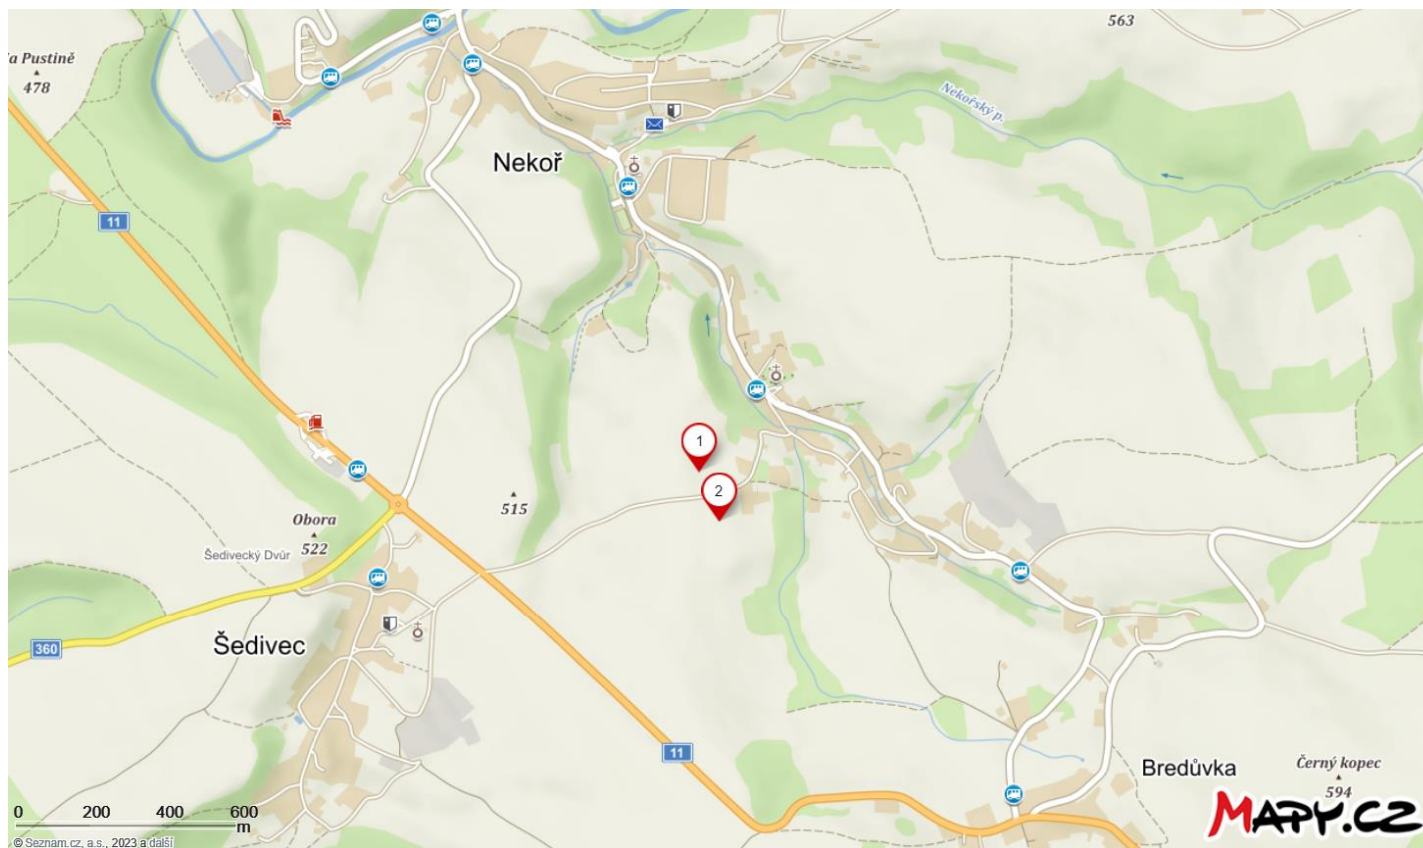 563
a Pustině
478
Nekořský p.
Nekoř
11
1
2
515
Obora
522
Šedivecký Dvůr
360
Šedivec
11
Bredůvka
Černý kopec
594
0 200 400 600
m
MAPY.CZ
© Seznam.cz, a.s., 2023 a další